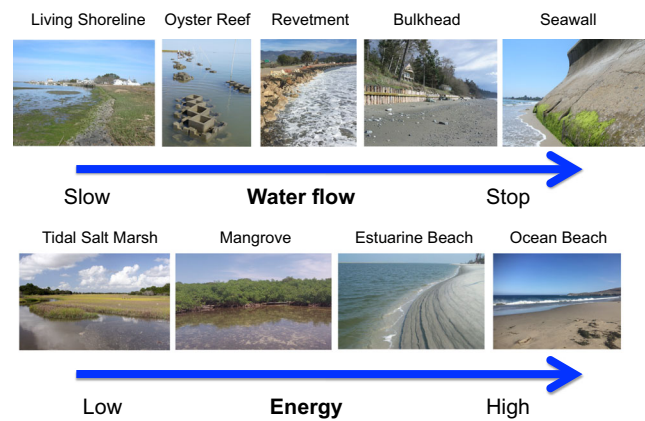 Living Shoreline Oyster Reef Revetment Bulkhead Seawall
Slow Water flow Stop
Tidal Salt Marsh Mangrove Estuarine Beach Ocean Beach
Low Energy High